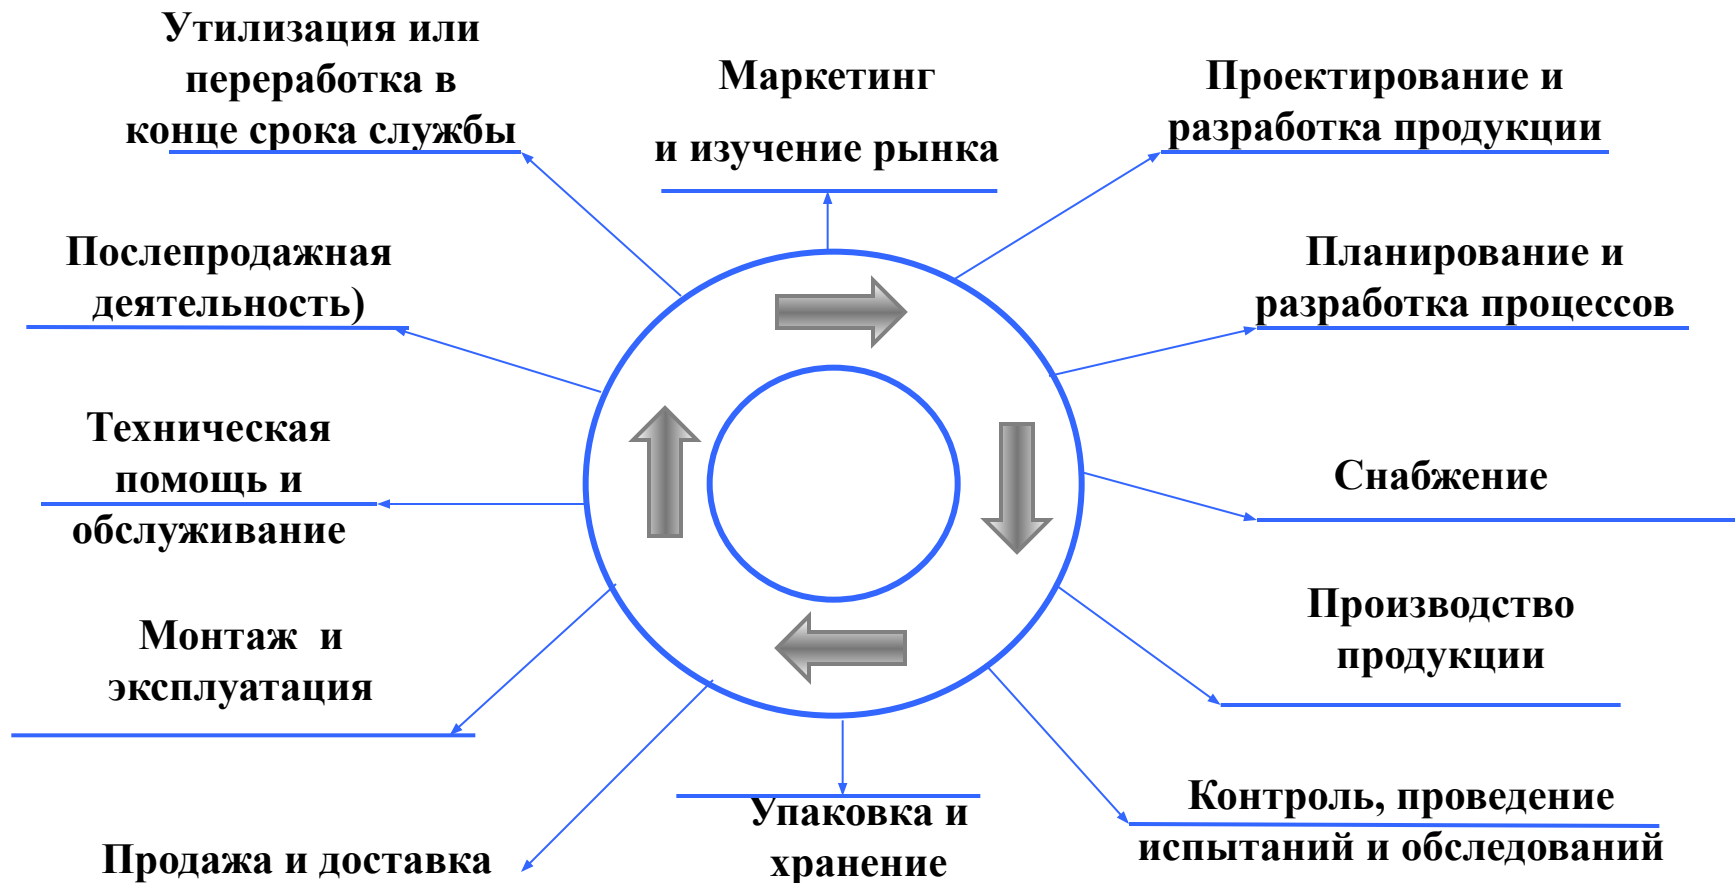 Утилизация или
переработка в
конце срока службы
Маркетинг
и изучение рынка
Проектирование и
разработка продукции
Послепродажная
деятельность)
Планирование и
разработка процессов
Техническая
помощь и
обслуживание
Снабжение
Монтаж и
эксплуатация
Производство
продукции
Продажа и доставка
Упаковка и
хранение
Контроль, проведение
испытаний и обследований